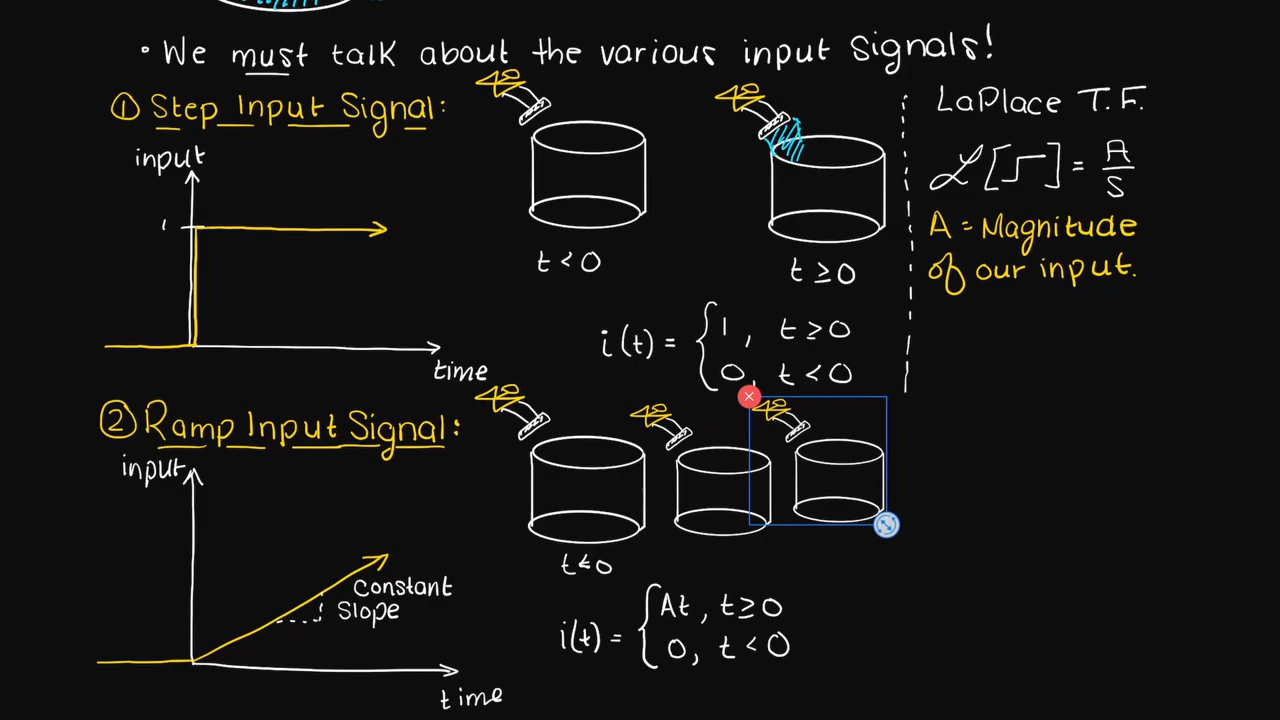 • We must talk about the various input Signals!
① Step Input Signal:
input
1
time
t < 0
t ≥ 0
i(t) = { 1, t ≥ 0
0, t < 0
LaPlace T.F.
ℒ[ ] = A/S
A = Magnitude
of our input.
② Ramp Input Signal:
input
Constant
Slope
time
t ≤ 0
i(t) = { At, t ≥ 0
0, t < 0